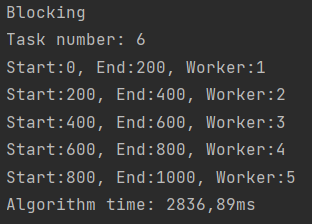 Blocking
Task number: 6
Start:0, End:200, Worker:1
Start:200, End:400, Worker:2
Start:400, End:600, Worker:3
Start:600, End:800, Worker:4
Start:800, End:1000, Worker:5
Algorithm time: 2836,89ms